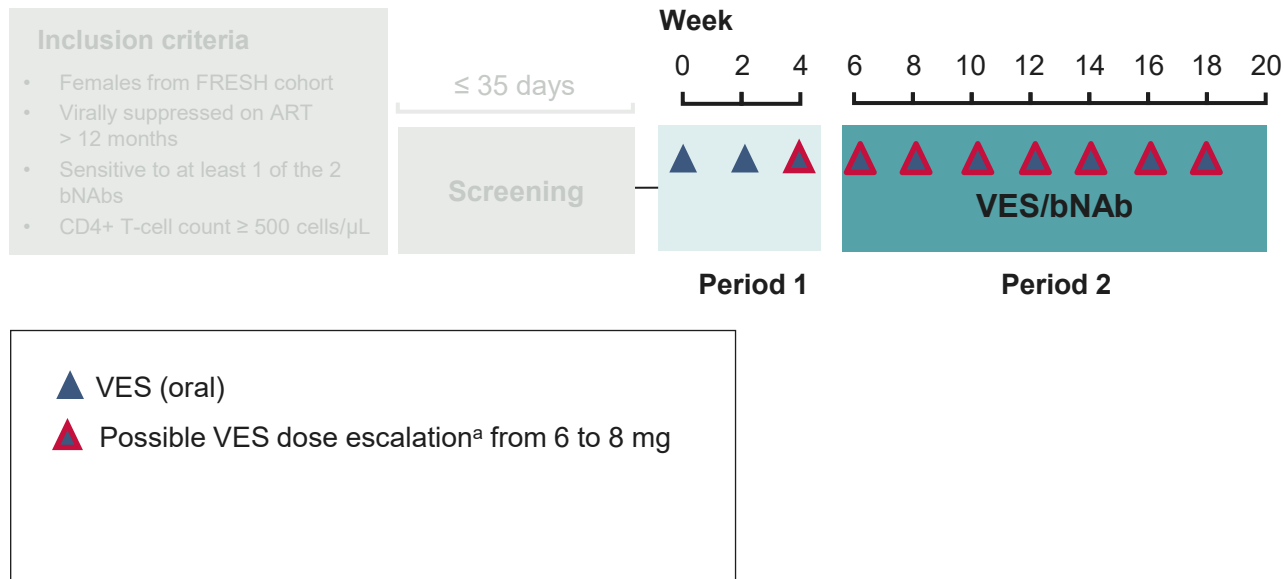 Inclusion criteria
• Females from FRESH cohort
• Virally suppressed on ART
> 12 months
• Sensitive to at least 1 of the 2
bNAbs
• CD4+ T-cell count ≥ 500 cells/µL
≤ 35 days
Screening
Week
0 2 4 6 8 10 12 14 16 18 20
VES/bNAb
Period 1
Period 2
VES (oral)
Possible VES dose escalationᵃ from 6 to 8 mg